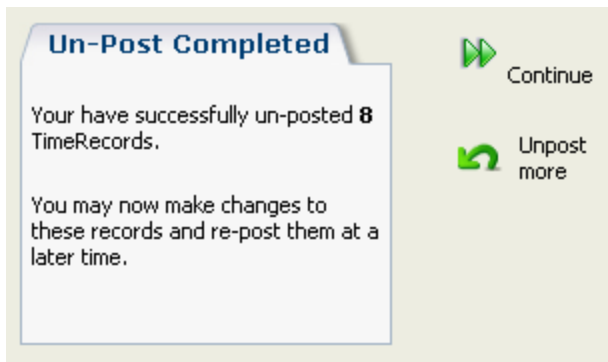 Un-Post Completed
Your have successfully un-posted 8
TimeRecords.
You may now make changes to
these records and re-post them at a
later time.
Continue
Unpost
more